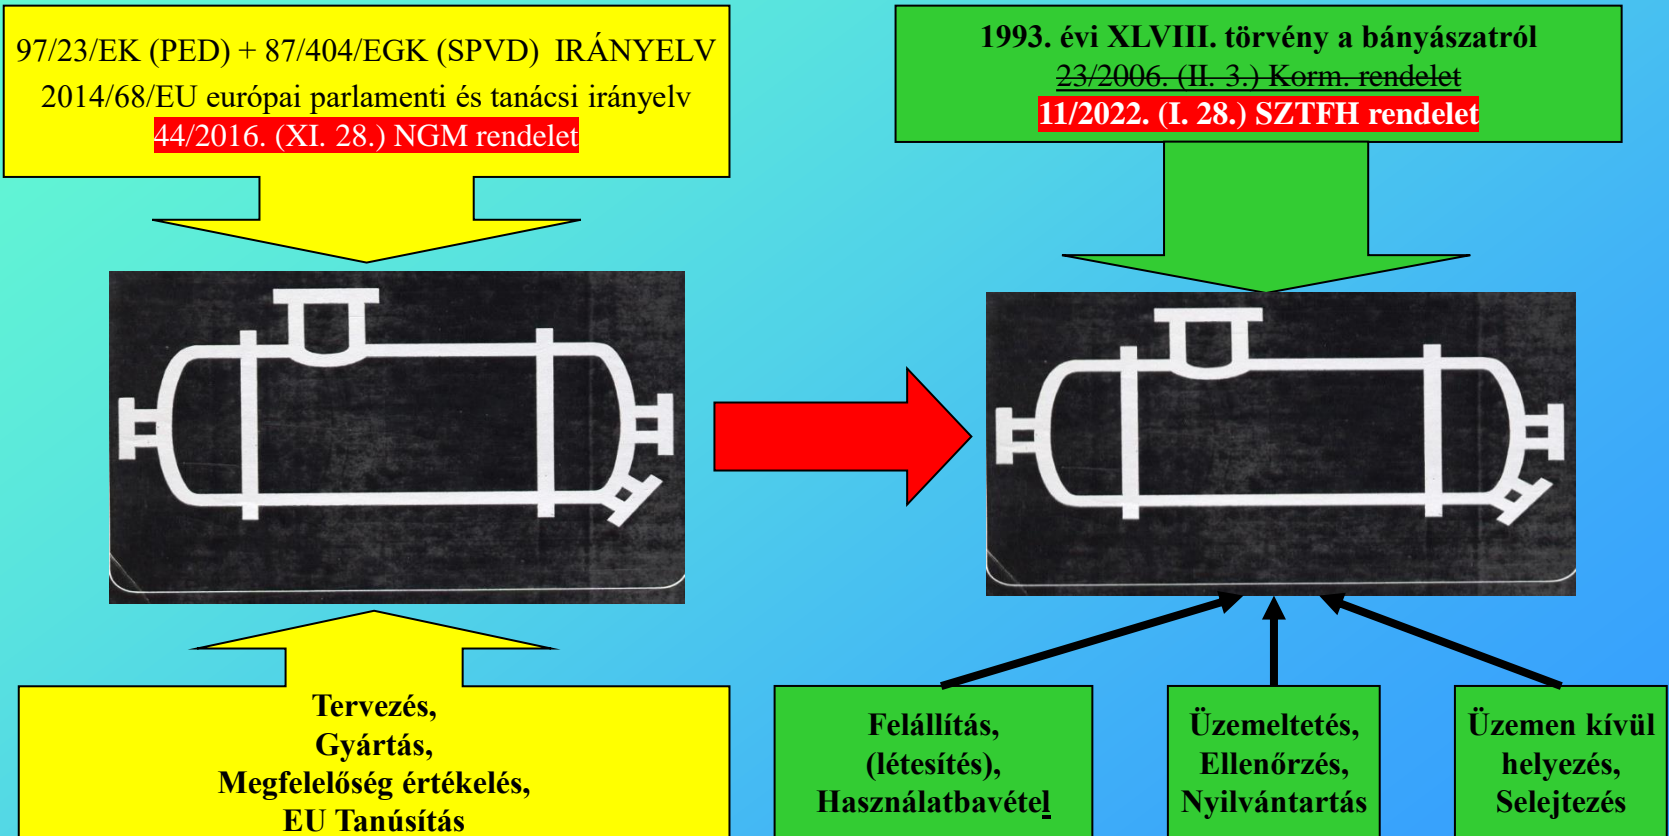 97/23/EK (PED) + 87/404/EGK (SPVD) IRÁNYELV
2014/68/EU európai parlamenti és tanácsi irányelv
44/2016. (XI. 28.) NGM rendelet
1993. évi XLVIII. törvény a bányászatról
23/2006. (II. 3.) Korm. rendelet
11/2022. (I. 28.) SZTFH rendelet
Tervezés,
Gyártás,
Megfelelőség értékelés,
EU Tanúsítás
Felállítás,
(létesítés),
Használatbavétel
Üzemeltetés,
Ellenőrzés,
Nyilvántartás
Üzemen kívül
helyezés,
Selejtezés